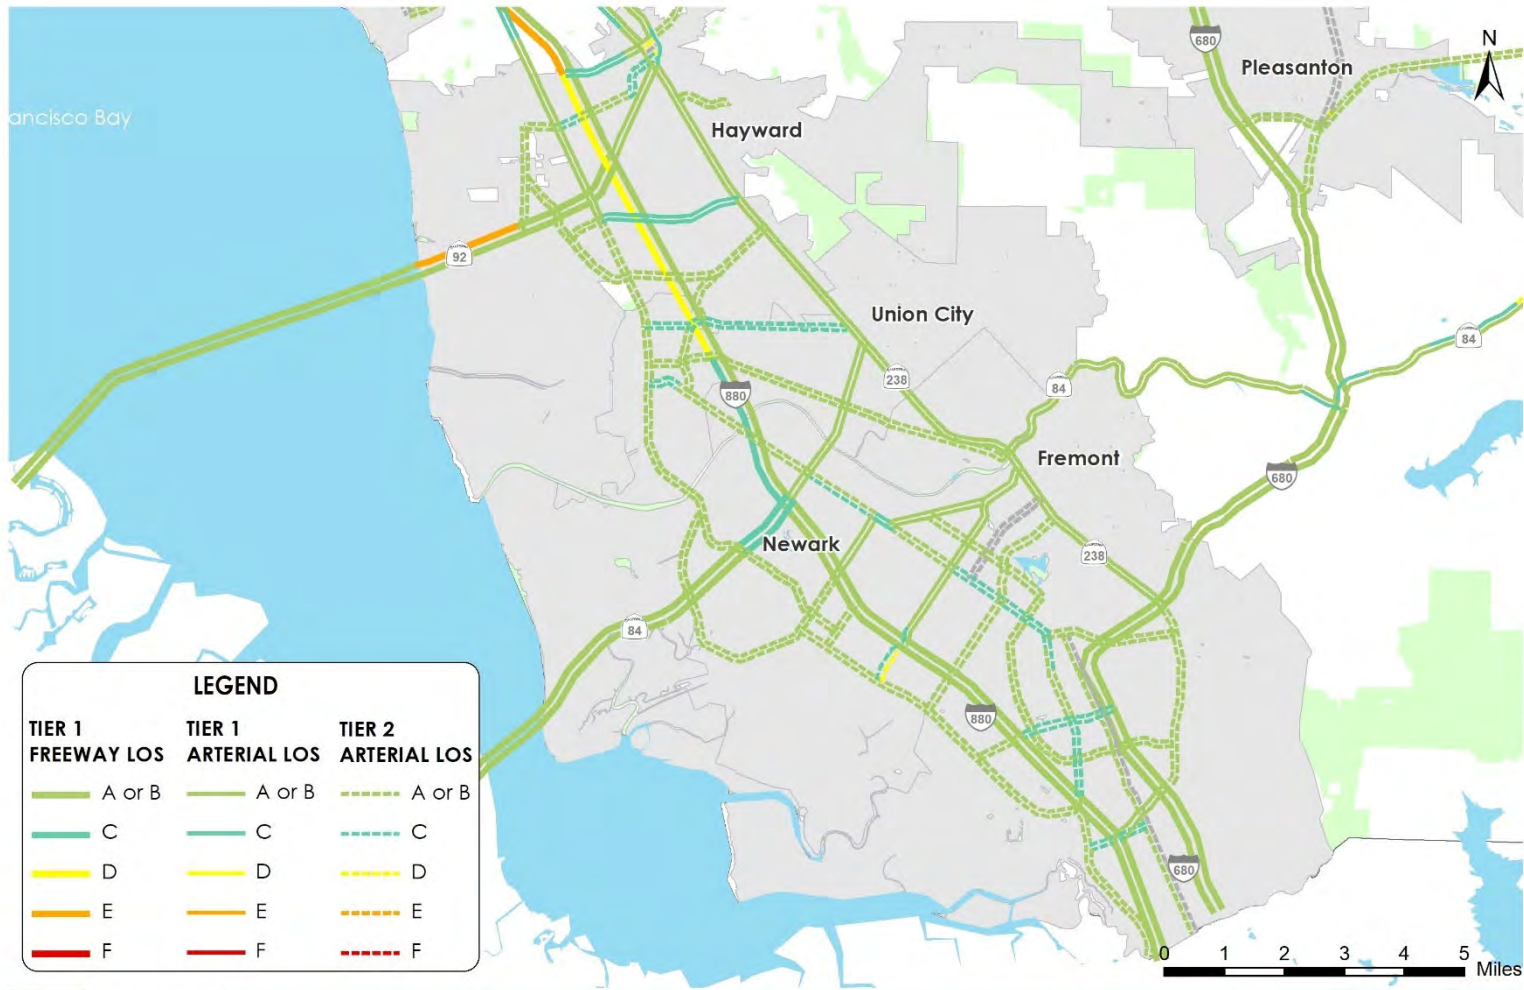 680
Pleasanton
N
ancisco Bay
Hayward
92
Union City
84
238
84
880
Fremont
680
Newark
238
84
880
680
LEGEND
TIER 1
FREEWAY LOS
A or B
C
D
E
F
TIER 1
ARTERIAL LOS
A or B
C
D
E
F
TIER 2
ARTERIAL LOS
A or B
C
D
E
F
0 1 2 3 4 5
Miles